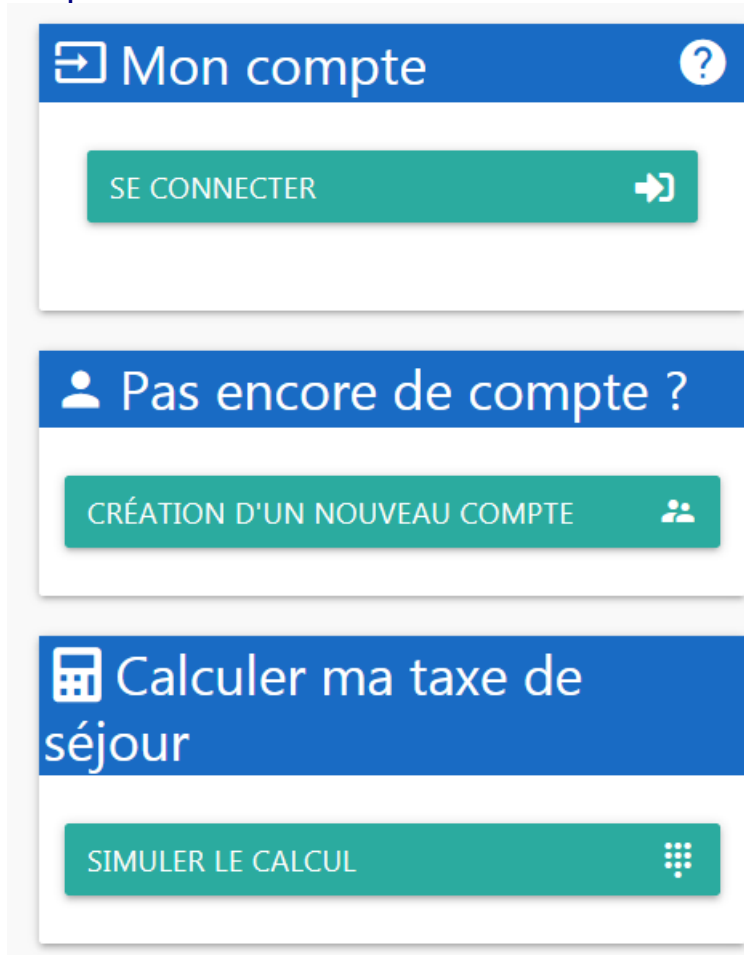 Mon compte
SE CONNECTER
Pas encore de compte ?
CRÉATION D'UN NOUVEAU COMPTE
Calculer ma taxe de
séjour
SIMULER LE CALCUL